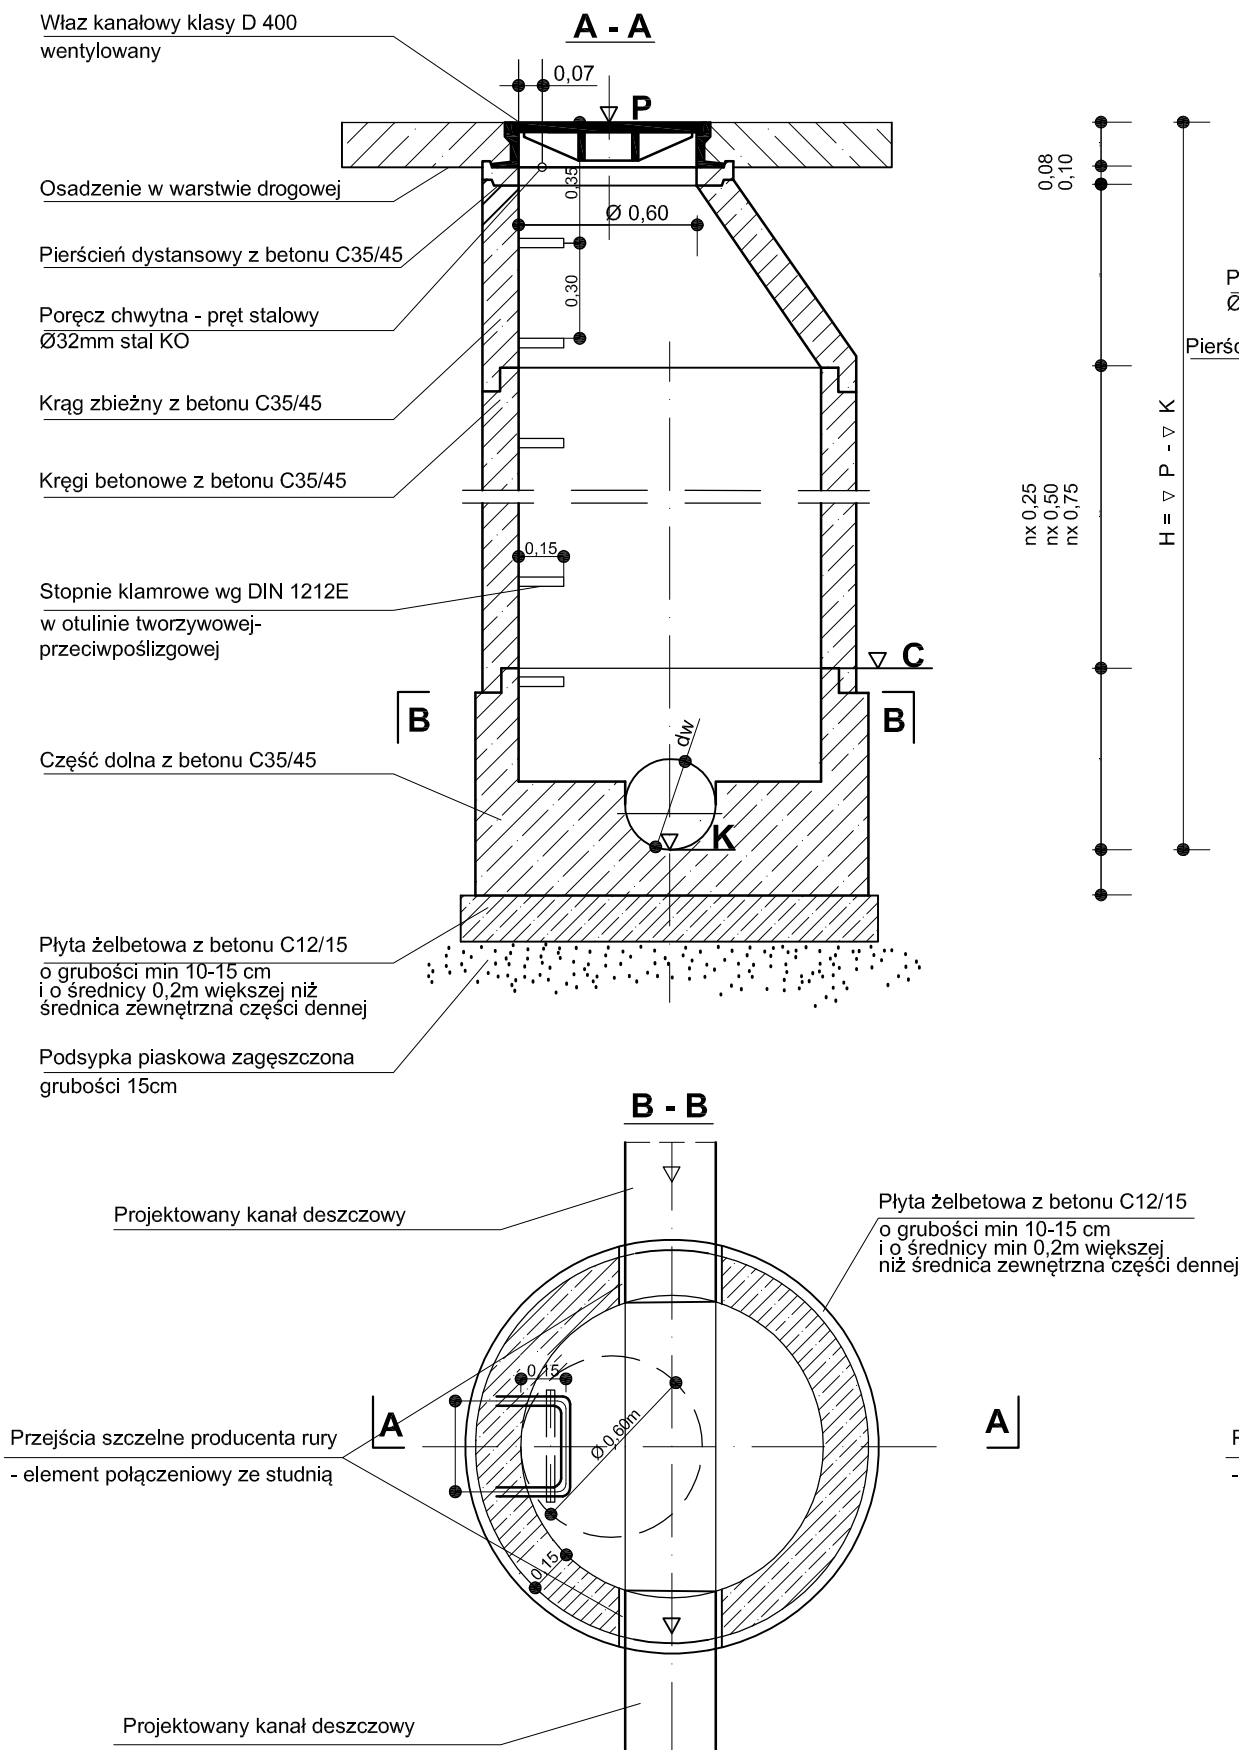 Właz kanałowy klasy D 400
wentylowany
A - A
0,07
P
Osadzenie w warstwie drogowej
0,35
0,08
0,10
Ø 0,60
Pierścień dystansowy z betonu C35/45
0,30
P
Ø
Poręcz chwytna - pręt stalowy
Ø32mm stal KO
Pierśc
Krąg zbieżny z betonu C35/45
Kręgi betonowe z betonu C35/45
nx 0,25
nx 0,50
nx 0,75
H = ▽ P - ▽ K
0,15
Stopnie klamrowe wg DIN 1212E
w otulinie tworzywowej-
przeciwpoślizgowej
C
B
B
dw
Część dolna z betonu C35/45
K
Płyta żelbetowa z betonu C12/15
o grubości min 10-15 cm
i o średnicy 0,2m większej niż
średnica zewnętrzna części dennej
Podsypka piaskowa zagęszczona
grubości 15cm
B - B
Projektowany kanał deszczowy
Płyta żelbetowa z betonu C12/15
o grubości min 10-15 cm
i o średnicy min 0,2m większej
niż średnica zewnętrzna części dennej
0,15
A
A
Ø 0,60m
Przejścia szczelne producenta rury
- element połączeniowy ze studnią
0,15
Projektowany kanał deszczowy